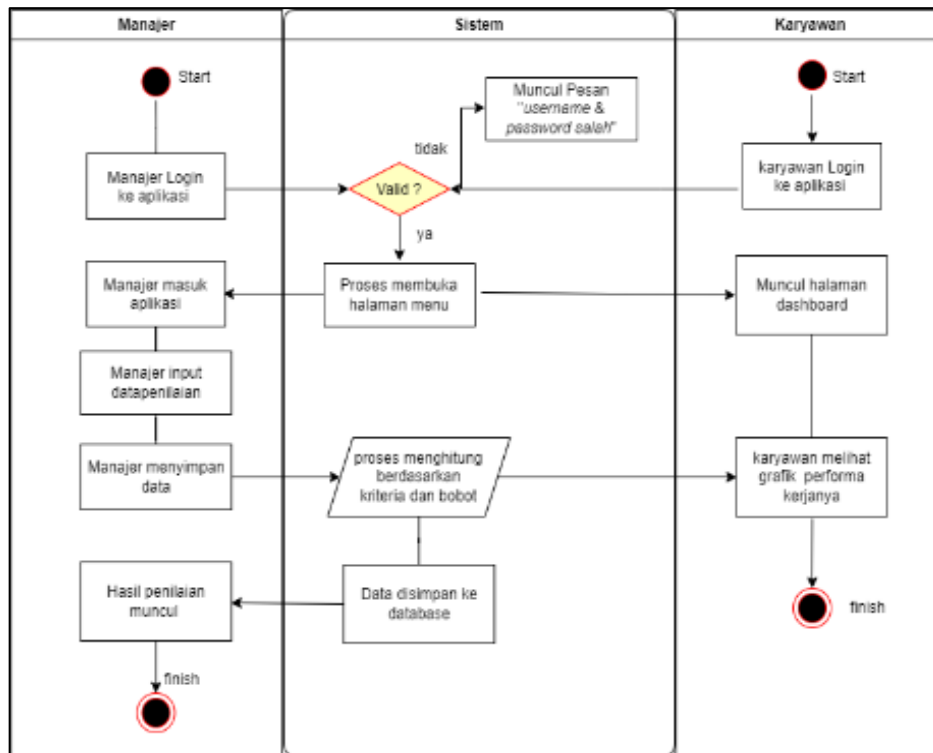 Manajer
Sistem
Karyawan
Start
Muncul Pesan
"username &
password salah"
Start
tidak
Manajer Login
ke aplikasi
Valid ?
karyawan Login
ke aplikasi
ya
Manajer masuk
aplikasi
Proses membuka
halaman menu
Muncul halaman
dashboard
Manajer input
datapenilaian
Manajer menyimpan
data
proses menghitung
berdasarkan
kriteria dan bobot
karyawan melihat
grafik performa
kerjanya
Hasil penilaian
muncul
Data disimpan ke
database
finish
finish